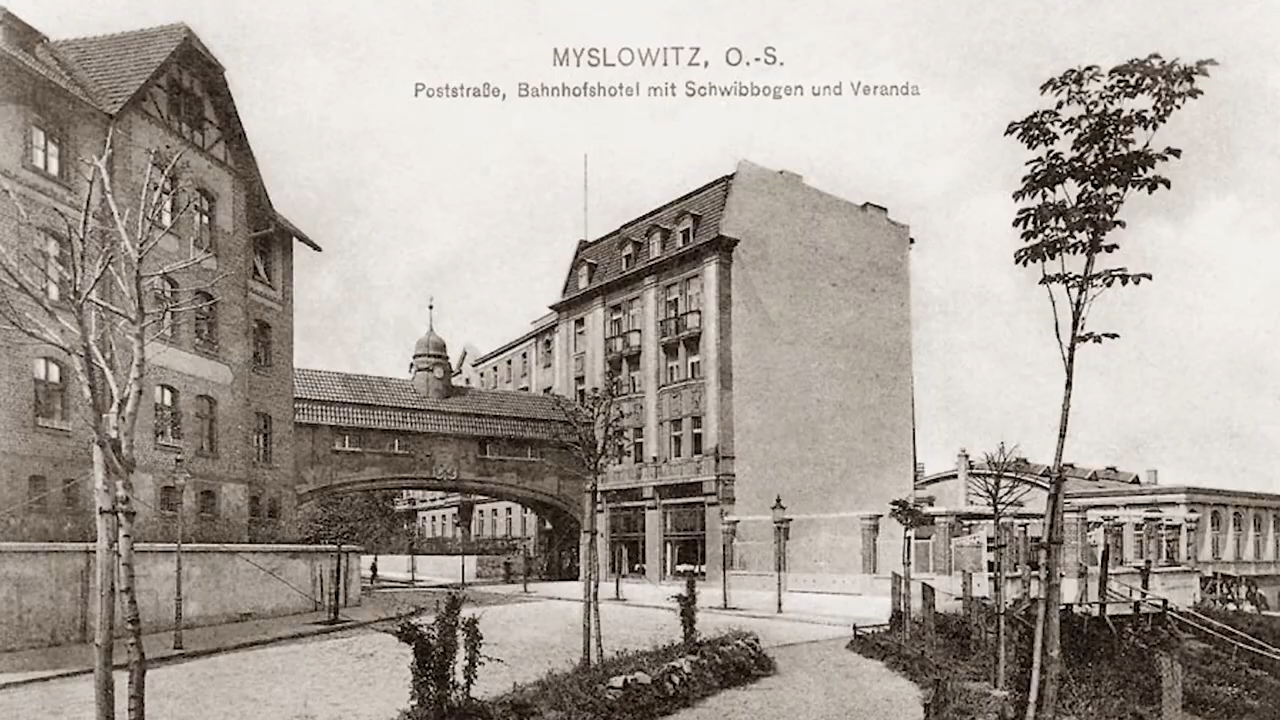 MYSLOWITZ, O.-S.
Poststraße, Bahnhofshotel mit Schwibbogen und Veranda